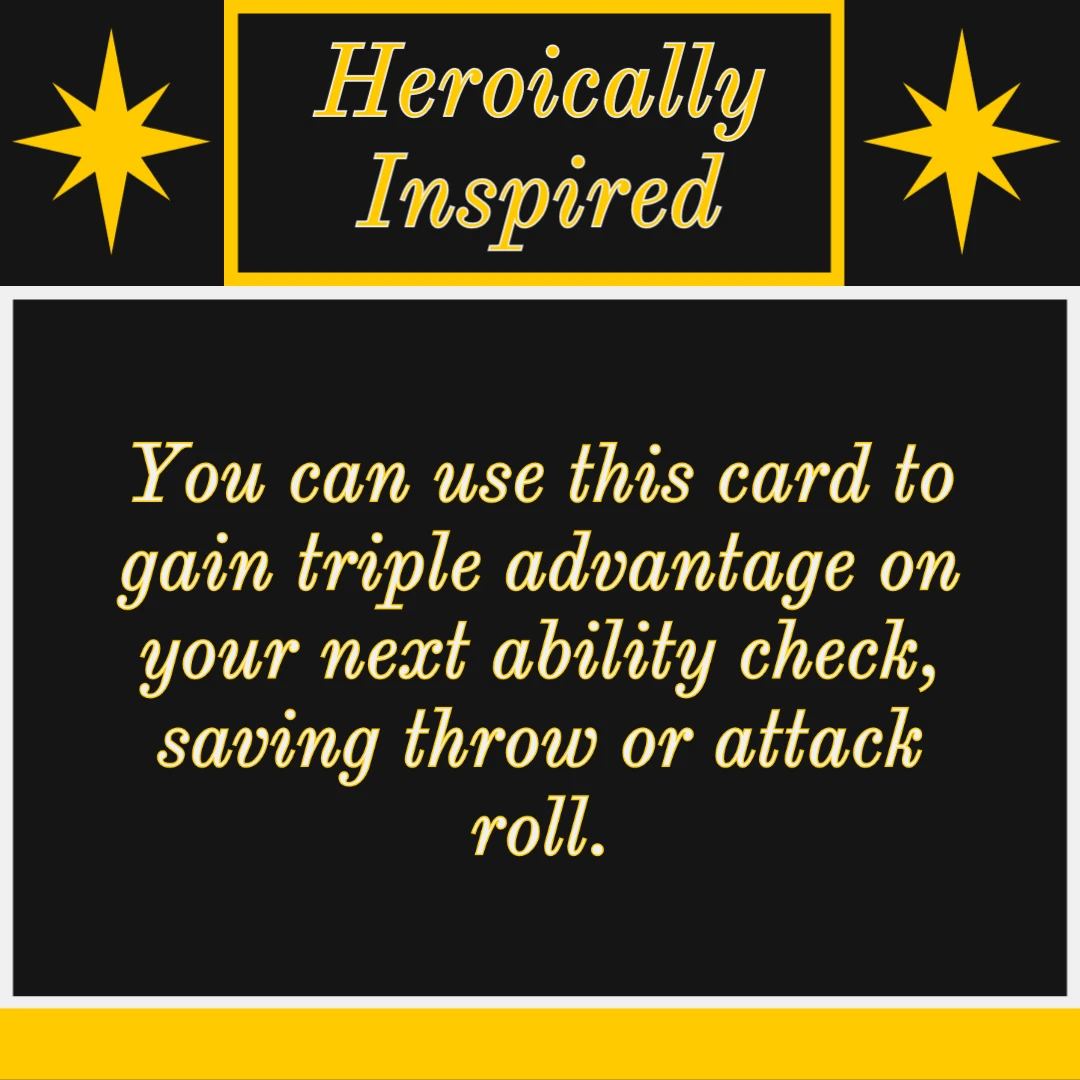 Heroically
Inspired
You can use this card to
gain triple advantage on
your next ability check,
saving throw or attack
roll.